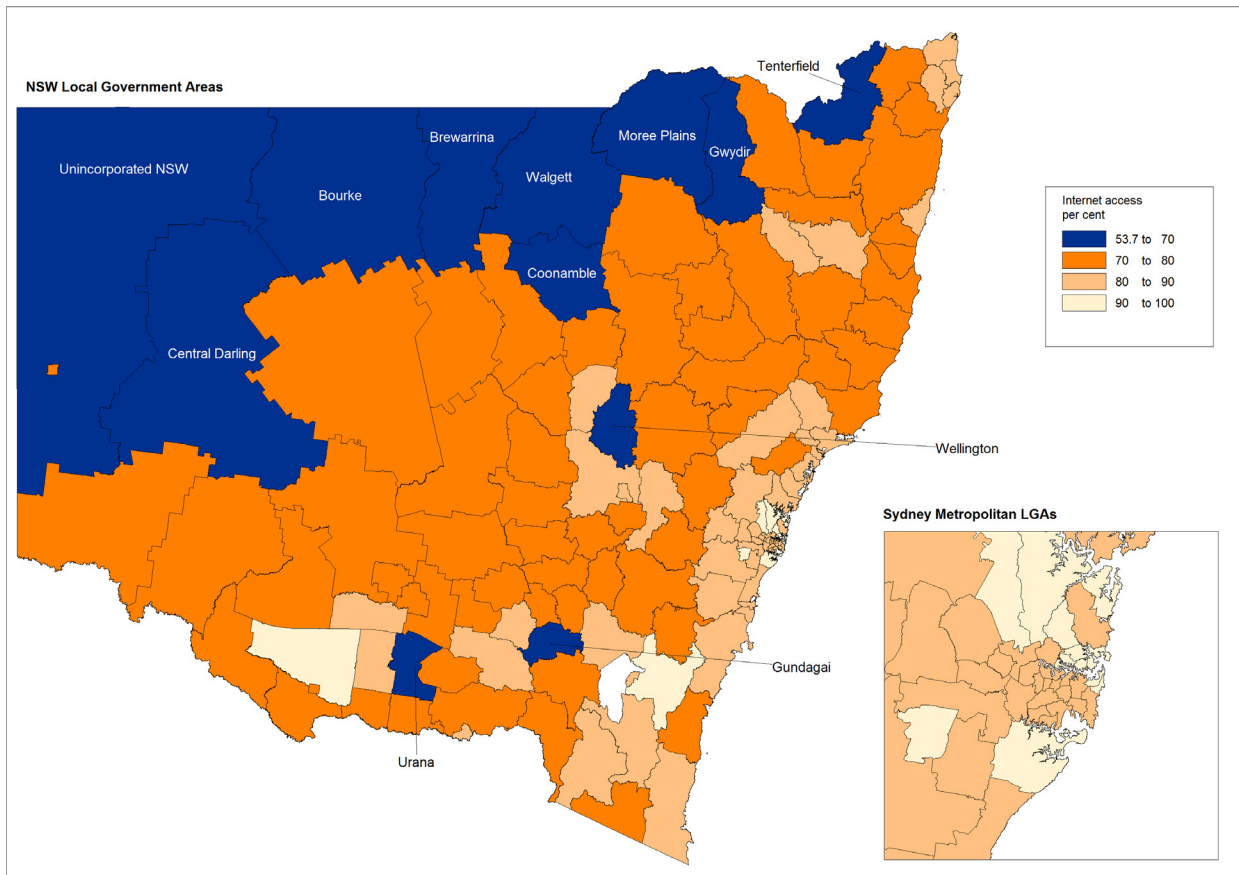 NSW Local Government Areas
Tenterfield
Unincorporated NSW
Bourke
Brewarrina
Walgett
Moree Plains
Gwydir
Coonamble
Central Darling
Internet access
per cent
53.7 to 70
70 to 80
80 to 90
90 to 100
Wellington
Sydney Metropolitan LGAs
Gundagai
Urana